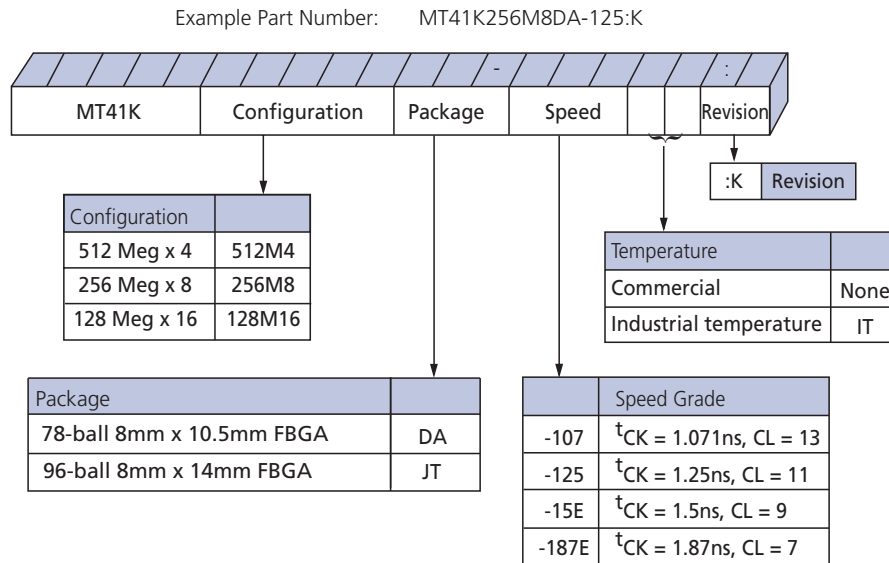 Example Part Number: MT41K256M8DA-125:K
- :
MT41K Configuration Package Speed Revision
:K Revision
Configuration
512 Meg x 4 512M4
256 Meg x 8 256M8
128 Meg x 16 128M16
Temperature
Commercial None
Industrial temperature IT
Package
78-ball 8mm x 10.5mm FBGA DA
96-ball 8mm x 14mm FBGA JT
Speed Grade
-107 tCK = 1.071ns, CL = 13
-125 tCK = 1.25ns, CL = 11
-15E tCK = 1.5ns, CL = 9
-187E tCK = 1.87ns, CL = 7